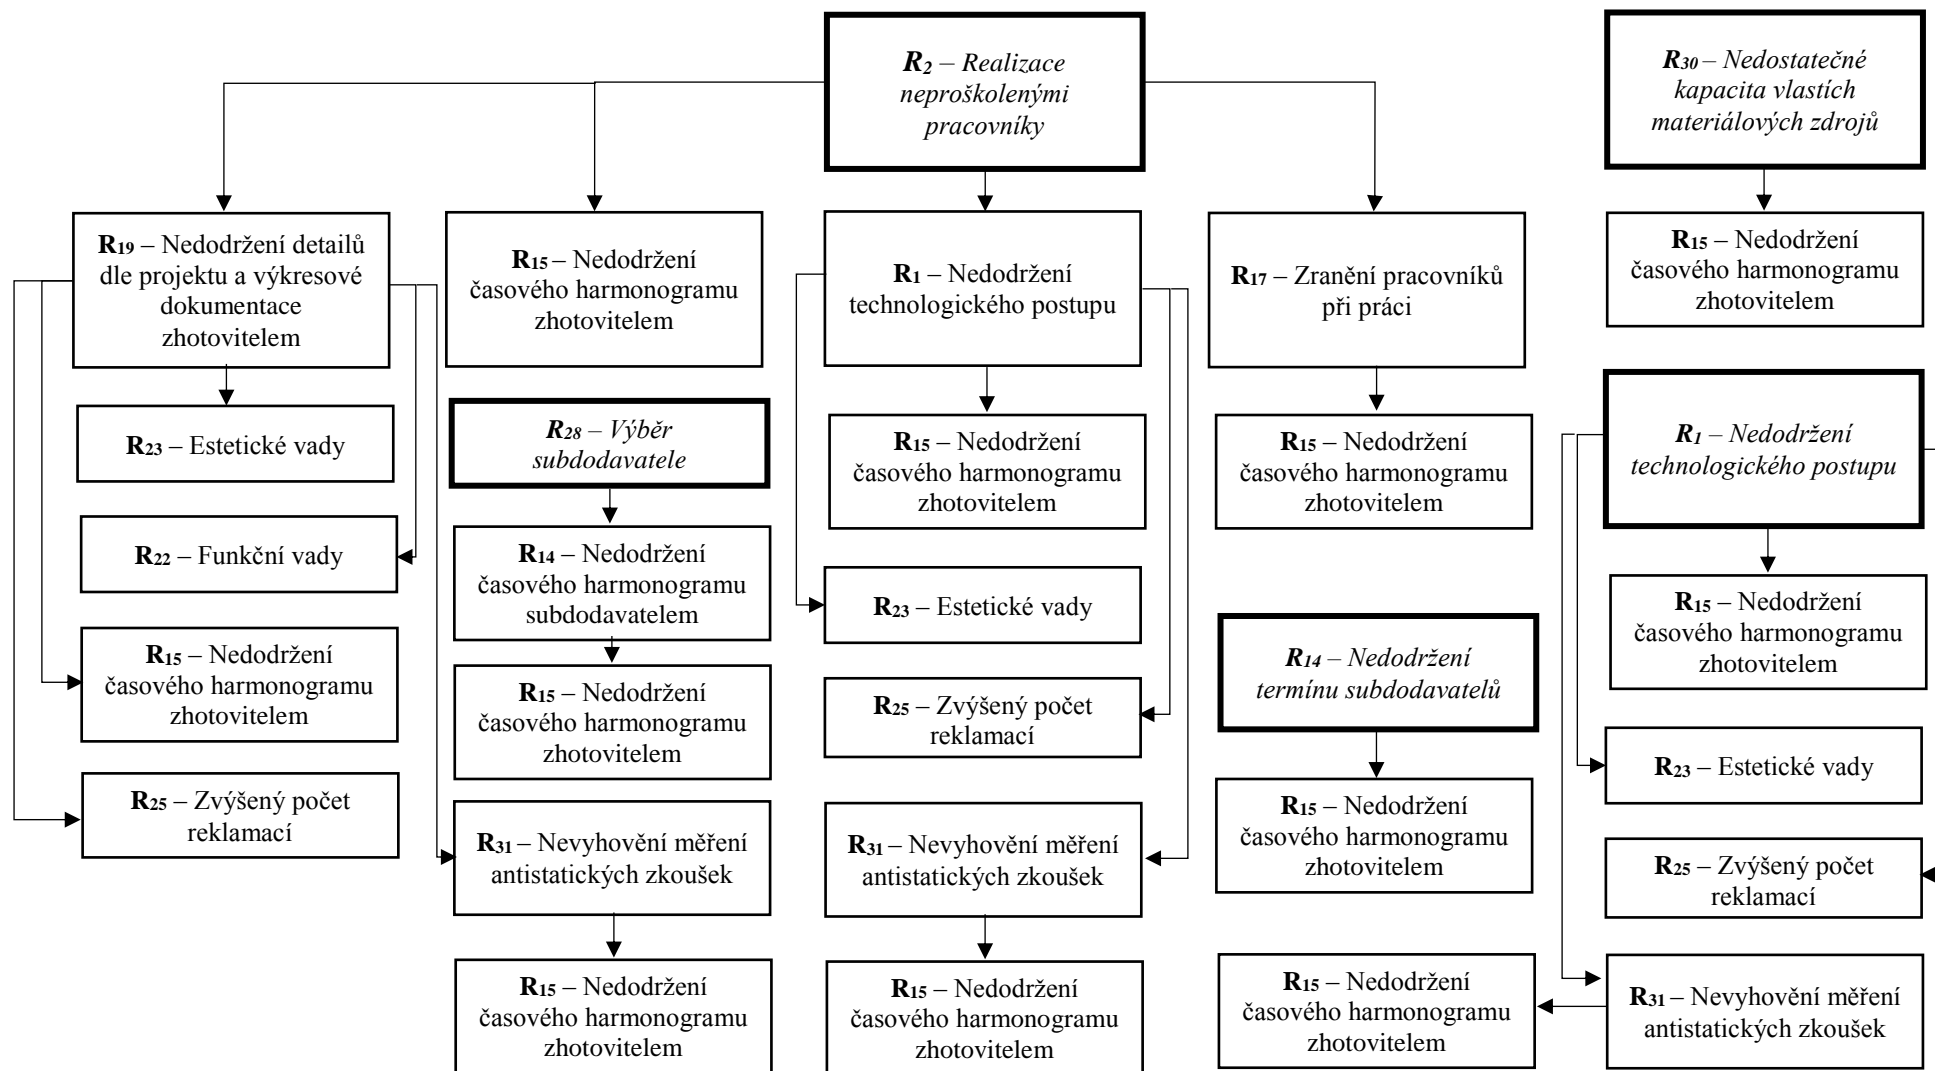 R2 – Realizace
neproškolenými
pracovníky
R30 – Nedostatečné
kapacita vlastích
materiálových zdrojů
R19 – Nedodržení detailů
dle projektu a výkresové
dokumentace
zhotovitelem
R15 – Nedodržení
časového harmonogramu
zhotovitelem
R1 – Nedodržení
technologického postupu
R17 – Zranění pracovníků
při práci
R15 – Nedodržení
časového harmonogramu
zhotovitelem
R23 – Estetické vady
R28 – Výběr
subdodavatele
R15 – Nedodržení
časového harmonogramu
zhotovitelem
R15 – Nedodržení
časového harmonogramu
zhotovitelem
R1 – Nedodržení
technologického postupu
R22 – Funkční vady
R14 – Nedodržení
časového harmonogramu
subdodavatelem
R23 – Estetické vady
R14 – Nedodržení
termínu subdodavatelů
R15 – Nedodržení
časového harmonogramu
zhotovitelem
R15 – Nedodržení
časového harmonogramu
zhotovitelem
R15 – Nedodržení
časového harmonogramu
zhotovitelem
R25 – Zvýšený počet
reklamací
R23 – Estetické vady
R25 – Zvýšený počet
reklamací
R31 – Nevyhovění měření
antistatických zkoušek
R31 – Nevyhovění měření
antistatických zkoušek
R15 – Nedodržení
časového harmonogramu
zhotovitelem
R25 – Zvýšený počet
reklamací
R15 – Nedodržení
časového harmonogramu
zhotovitelem
R15 – Nedodržení
časového harmonogramu
zhotovitelem
R15 – Nedodržení
časového harmonogramu
zhotovitelem
R31 – Nevyhovění měření
antistatických zkoušek